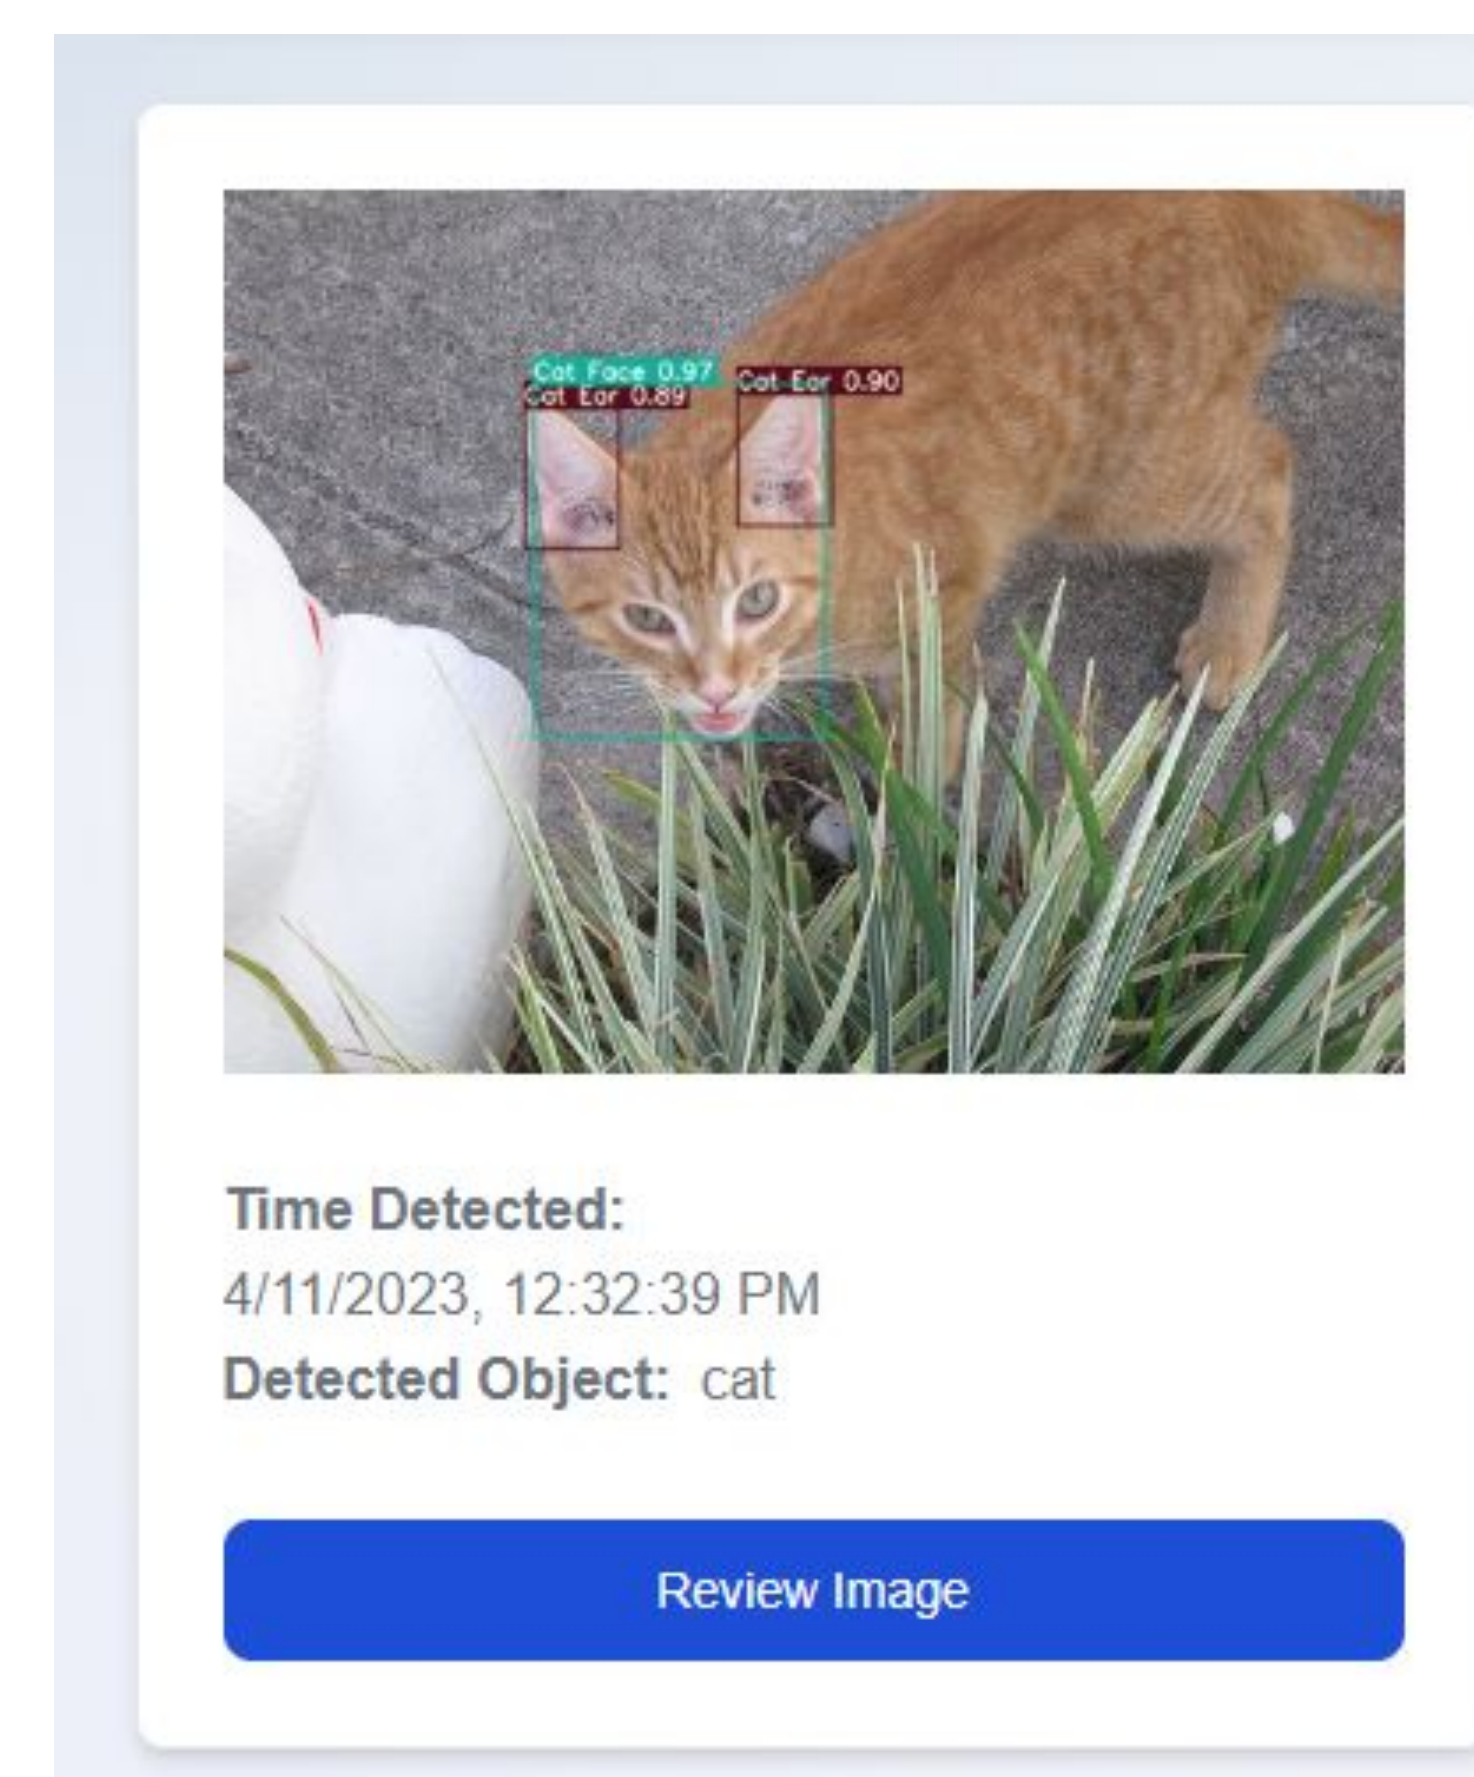 Cat Face 0.97
Cat Ear 0.89
Cat Ear 0.90
Time Detected:
4/11/2023, 12:32:39 PM
Detected Object: cat
Review Image